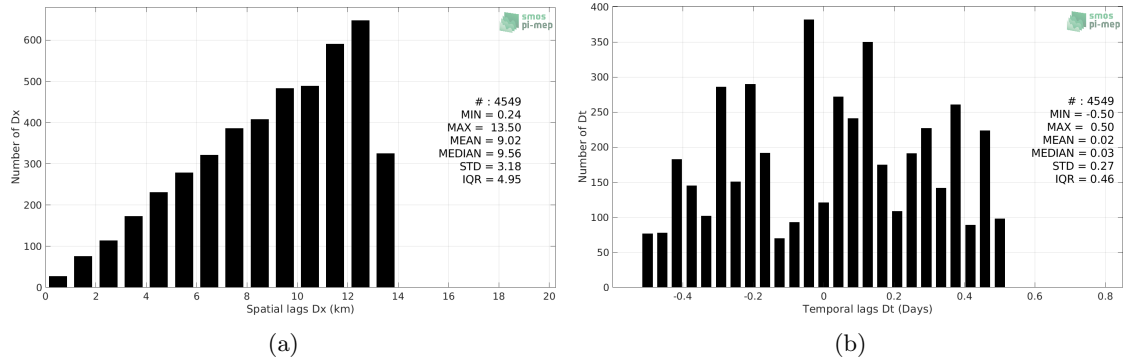 600
500
400
300
200
100
0
Number of Dx
0 2 4 6 8 10 12 14 16 18 20
Spatial lags Dx (km)
smos
pi-mep
# : 4549
MIN = 0.24
MAX = 13.50
MEAN = 9.02
MEDIAN = 9.56
STD = 3.18
IQR = 4.95
(a)
400
350
300
250
200
150
100
50
0
Number of Dt
-0.4 -0.2 0 0.2 0.4 0.6 0.8
Temporal lags Dt (Days)
smos
pi-mep
# : 4549
MIN = -0.50
MAX = 0.50
MEAN = 0.02
MEDIAN = 0.03
STD = 0.27
IQR = 0.46
(b)